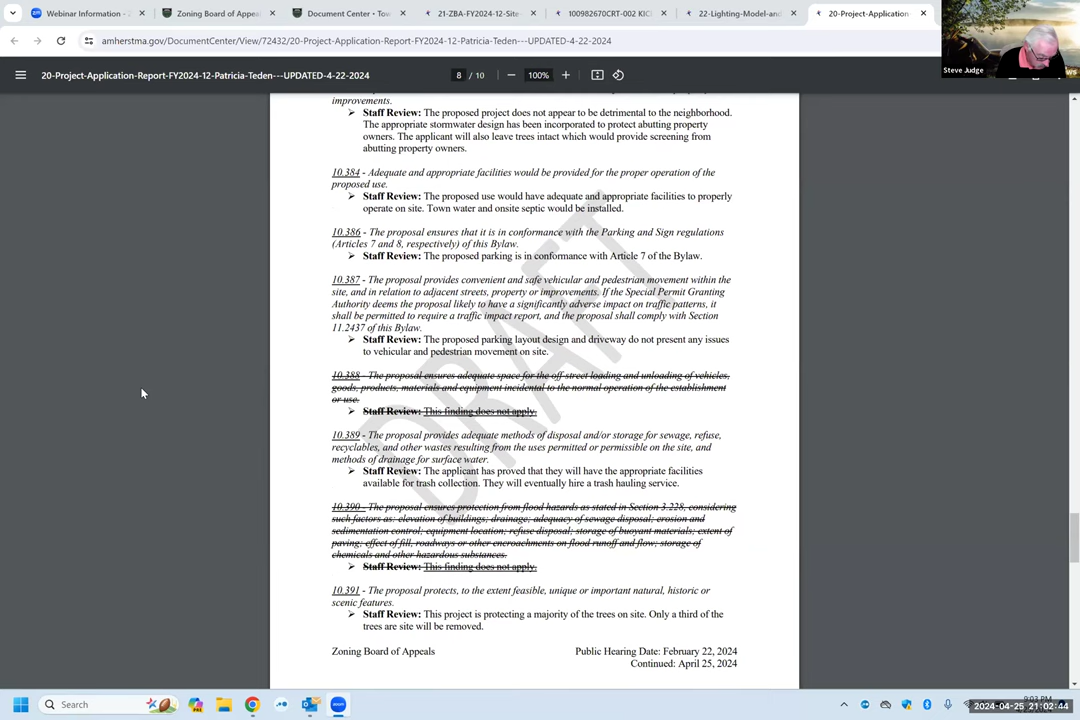 Webinar Information -
Zoning Board of Appeal
Document Center • Tow
21-ZBA-FY2024-12-Site-
100982670CRT-002 KIC
22-Lighting-Model-and
20-Project-Application-
amherstma.gov/DocumentCenter/View/72432/20-Project-Application-Report-FY2024-12-Patricia-Teden---UPDATED-4-22-2024
Steve Judge
20-Project-Application-Report-FY2024-12-Patricia-Teden---UPDATED-4-22-2024
8 / 10
100%
improvements.
➤ Staff Review: The proposed project does not appear to be detrimental to the neighborhood.
The appropriate stormwater design has been incorporated to protect abutting property
owners. The applicant will also leave trees intact which would provide screening from
abutting property owners.
10.384 - Adequate and appropriate facilities would be provided for the proper operation of the
proposed use.
➤ Staff Review: The proposed use would have adequate and appropriate facilities to properly
operate on site. Town water and onsite septic would be installed.
10.386 - The proposal ensures that it is in conformance with the Parking and Sign regulations
(Articles 7 and 8, respectively) of this Bylaw.
➤ Staff Review: The proposed parking is in conformance with Article 7 of the Bylaw.
10.387 - The proposal provides convenient and safe vehicular and pedestrian movement within the
site, and in relation to adjacent streets, property or improvements. If the Special Permit Granting
Authority deems the proposal likely to have a significantly adverse impact on traffic patterns, it
shall be permitted to require a traffic impact report, and the proposal shall comply with Section
11.2437 of this Bylaw.
➤ Staff Review: The proposed parking layout design and driveway do not present any issues
to vehicular and pedestrian movement on site.
10.388 - The proposal ensures adequate space for the off-street loading and unloading of vehicles,
goods, products, materials and equipment incidental to the normal operation of the establishment
or use.
➤ Staff Review: This finding does not apply.
10.389 - The proposal provides adequate methods of disposal and/or storage for sewage, refuse,
recyclables, and other wastes resulting from the uses permitted or permissible on the site, and
methods of drainage for surface water.
➤ Staff Review: The applicant has proved that they will have the appropriate facilities
available for trash collection. They will eventually hire a trash hauling service.
10.390 - The proposal ensures protection from flood hazards as stated in Section 3.228, considering
such factors as: elevation of buildings; drainage; adequacy of sewage disposal; erosion and
sedimentation control; equipment location; refuse disposal; storage of buoyant materials; extent of
paving; effect of fill, roadways or other encroachments on flood runoff and flow; storage of
chemicals and other hazardous substances.
➤ Staff Review: This finding does not apply.
10.391 - The proposal protects, to the extent feasible, unique or important natural, historic or
scenic features.
➤ Staff Review: This project is protecting a majority of the trees on site. Only a third of the
trees are site will be removed.
DRAFT
Zoning Board of Appeals
Public Hearing Date: February 22, 2024
Continued: April 25, 2024
Search
9:03 PM
2024-04-25 21:02:44